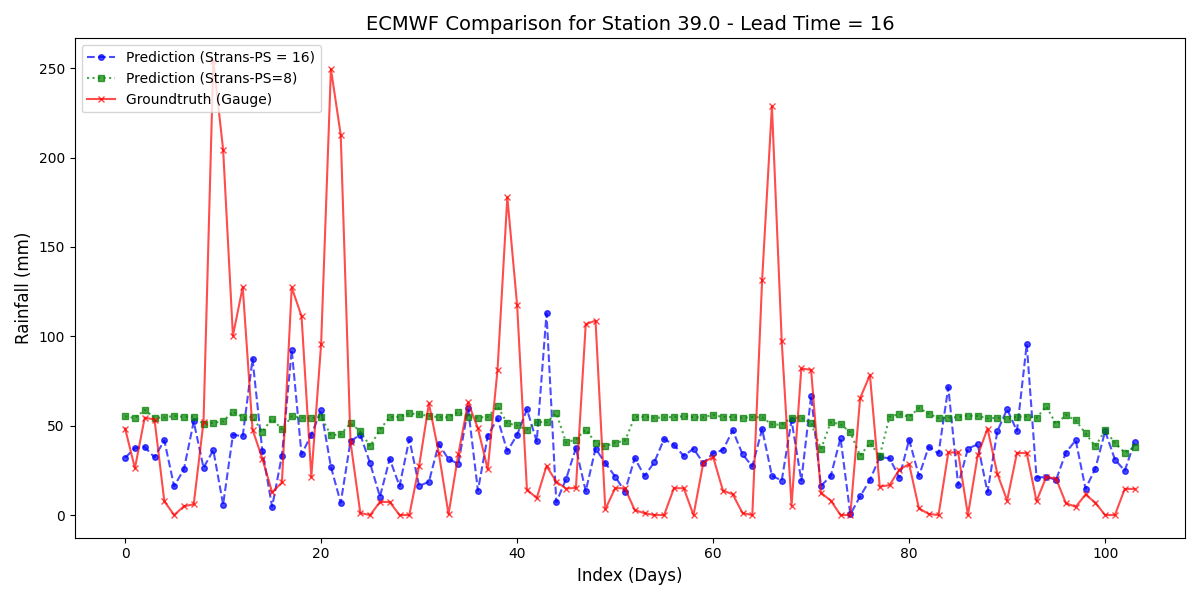 ECMWF Comparison for Station 39.0 - Lead Time = 16
Prediction (Strans-PS = 16)
Prediction (Strans-PS=8)
Groundtruth (Gauge)
250
200
150
100
50
0
Rainfall (mm)
0 20 40 60 80 100
Index (Days)